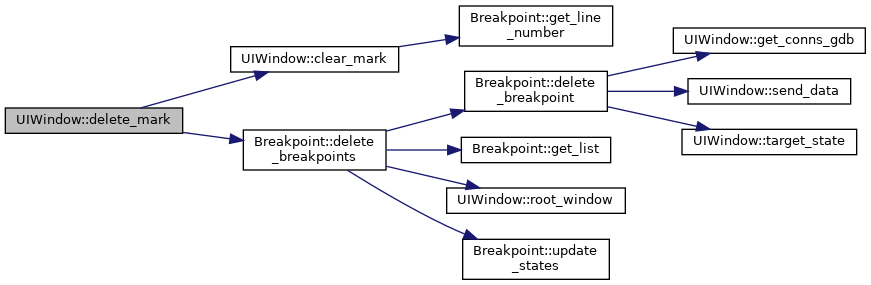 UIWindow::delete_mark
UIWindow::clear_mark
Breakpoint::get_line
_number
Breakpoint::delete
_breakpoints
Breakpoint::delete
_breakpoint
UIWindow::get_conns_gdb
UIWindow::send_data
UIWindow::target_state
Breakpoint::get_list
UIWindow::root_window
Breakpoint::update
_states